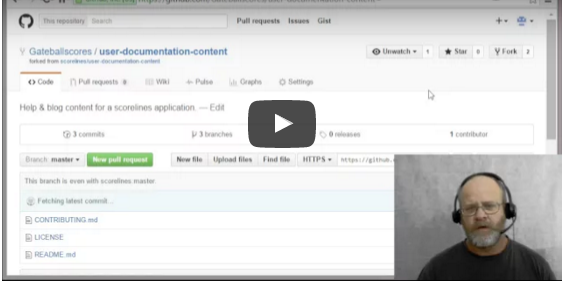 This repository Search Pull requests Issues Gist
Gateballscores / user-documentation-content
forked from scorelines/user-documentation-content
Unwatch 1 Star 0 Fork 2
Code Pull requests 0 Wiki Pulse Graphs Settings
Help & blog content for a scorelines application. — Edit
3 commits 3 branches 0 releases 1 contributor
Branch: master New pull request New file Upload files Find file HTTPS https://github.
This branch is even with scorelines:master.
Fetching latest commit...
CONTRIBUTING.md
LICENSE
README.md